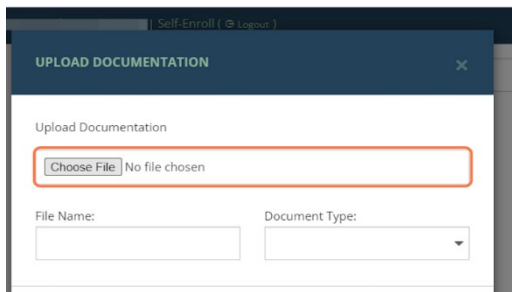 | Self-Enroll ( Logout )
UPLOAD DOCUMENTATION ×
Upload Documentation
Choose File No file chosen
File Name: Document Type: